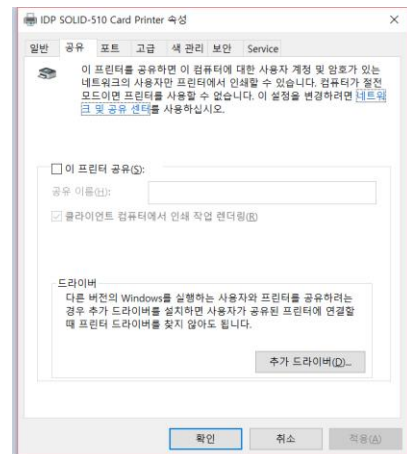 IDP SOLID-510 Card Printer 속성
일반 공유 포트 고급 색 관리 보안 Service
이 프린터를 공유하면 이 컴퓨터에 대한 사용자 계정 및 암호가 있는
네트워크의 사용자만 프린터에서 인쇄할 수 있습니다. 컴퓨터가 절전
모드이면 프린터를 사용할 수 없습니다. 이 설정을 변경하려면 네트워
크 및 공유 센터를 사용하십시오.
이 프린터 공유(S):
공유 이름(H):
클라이언트 컴퓨터에서 인쇄 작업 렌더링(R)
드라이버
다른 버전의 Windows를 실행하는 사용자와 프린터를 공유하려는
경우 추가 드라이버를 설치하면 사용자가 공유된 프린터에 연결할
때 프린터 드라이버를 찾지 않아도 됩니다.
추가 드라이버(D)...
확인 취소 적용(A)